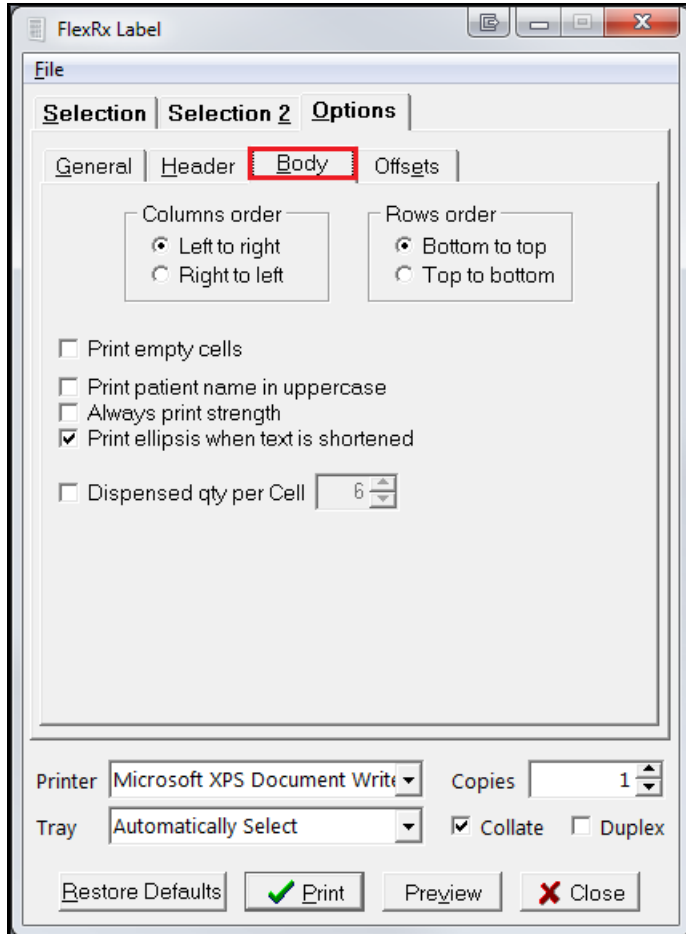 FlexRx Label
File
Selection Selection 2 Options
General Header Body Offsets
Columns order Rows order
Left to right Bottom to top
Right to left Top to bottom
Print empty cells
Print patient name in uppercase
Always print strength
Print ellipsis when text is shortened
Dispensed qty per Cell 6
Printer Microsoft XPS Document Write Copies 1
Tray Automatically Select Collate Duplex
Restore Defaults Print Preview Close